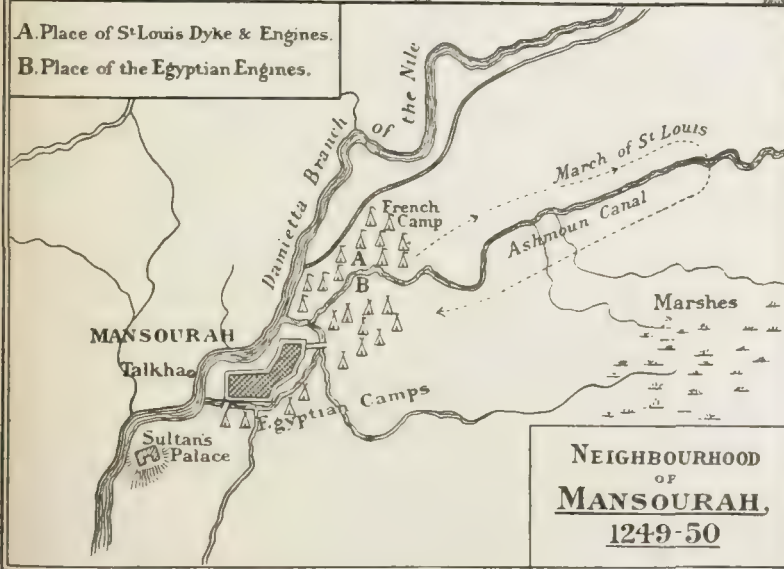 A. Place of St Louis Dyke & Engines.
B. Place of the Egyptian Engines.
Damietta Branch of the Nile
March of St Louis
Ashmoun Canal
French
Camp
A
B
Marshes
MANSOURAH
Talkha
Egyptian Camps
Sultan's
Palace
NEIGHBOURHOOD
OF
MANSOURAH,
1249-50